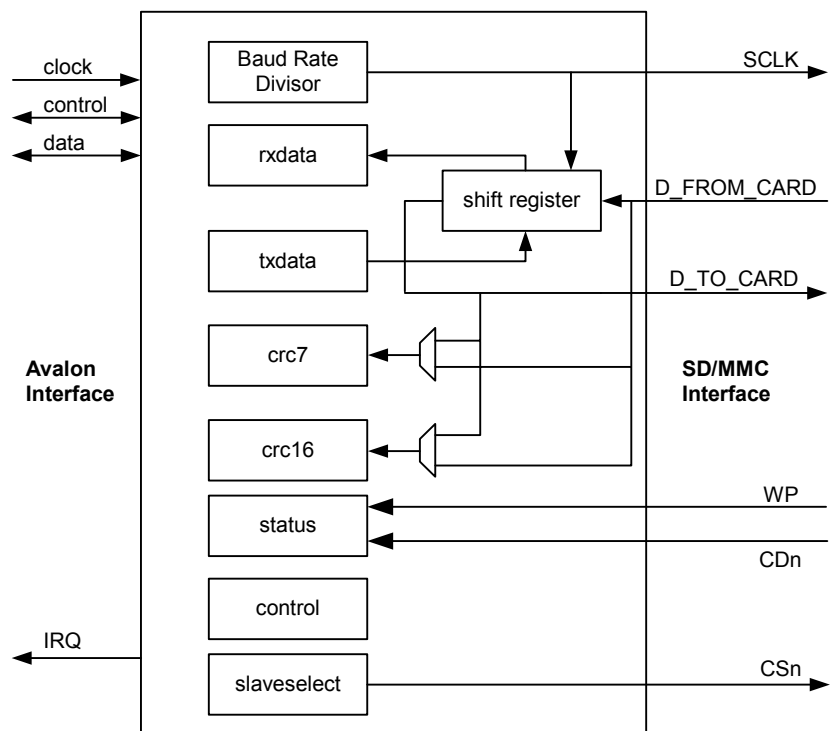 clock
control
data
Avalon
Interface
IRQ
Baud Rate
Divisor
rxdata
shift register
txdata
crc7
crc16
status
control
slaveselect
SCLK
D_FROM_CARD
D_TO_CARD
SD/MMC
Interface
WP
CDn
CSn